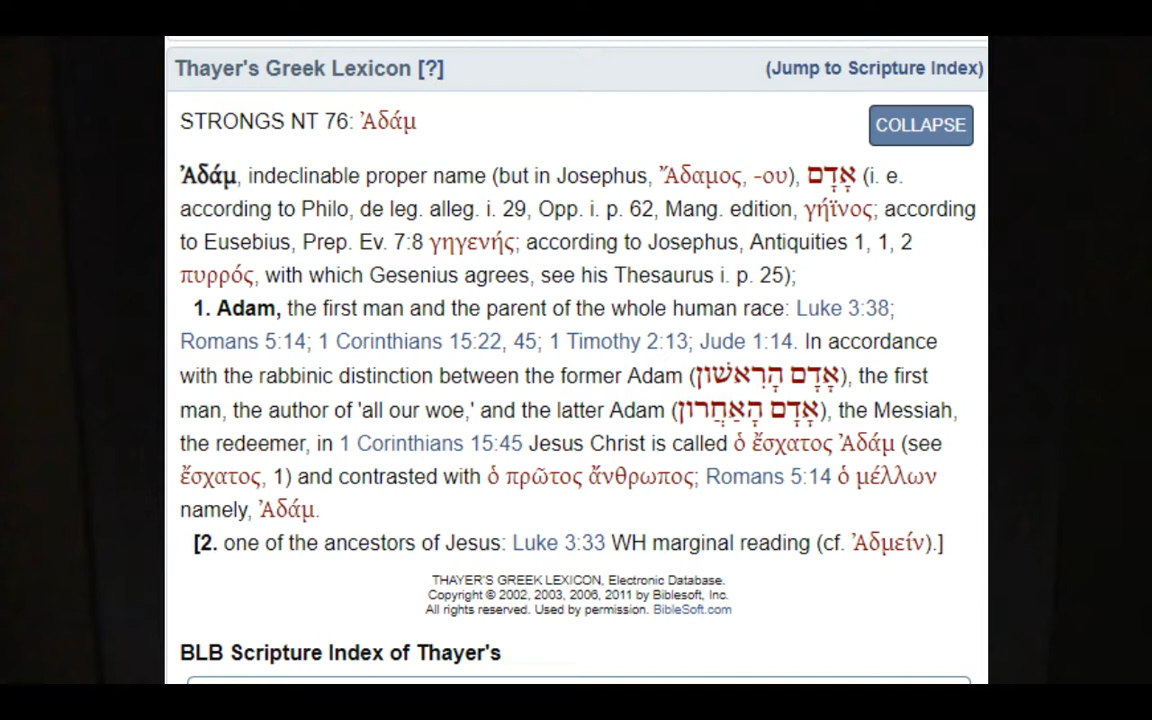 Thayer's Greek Lexicon [?]
(Jump to Scripture Index)
STRONGS NT 76: Ἀδάμ
COLLAPSE
Ἀδάμ, indeclinable proper name (but in Josephus, Ἄδαμος, -ου), אָדָם (i. e.
according to Philo, de leg. alleg. i. 29, Opp. i. p. 62, Mang. edition, γήϊνος; according
to Eusebius, Prep. Ev. 7:8 γηγενής; according to Josephus, Antiquities 1, 1, 2
πυρρός, with which Gesenius agrees, see his Thesaurus i. p. 25);
1. Adam, the first man and the parent of the whole human race: Luke 3:38;
Romans 5:14; 1 Corinthians 15:22, 45; 1 Timothy 2:13; Jude 1:14. In accordance
with the rabbinic distinction between the former Adam (אָדָם הָרִאשׁוֹן), the first
man, the author of 'all our woe,' and the latter Adam (אָדָם הָאַחֲרוֹן), the Messiah,
the redeemer, in 1 Corinthians 15:45 Jesus Christ is called ὁ ἔσχατος Ἀδάμ (see
ἔσχατος, 1) and contrasted with ὁ πρῶτος ἄνθρωπος; Romans 5:14 ὁ μέλλων
namely, Ἀδάμ.
[2. one of the ancestors of Jesus: Luke 3:33 WH marginal reading (cf. Ἀδμείν).]
THAYER'S GREEK LEXICON, Electronic Database.
Copyright © 2002, 2003, 2006, 2011 by Biblesoft, Inc.
All rights reserved. Used by permission. BibleSoft.com
BLB Scripture Index of Thayer's